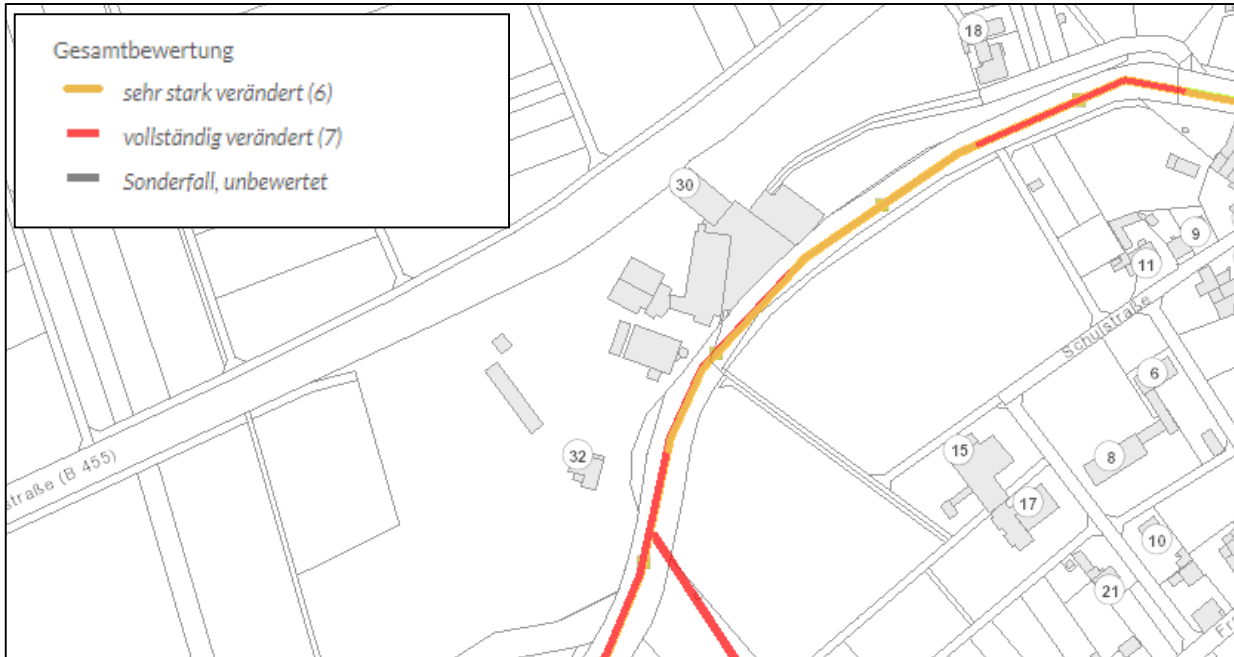 Gesamtbewertung
sehr stark verändert (6)
vollständig verändert (7)
Sonderfall, unbewertet
18
30
9
11
Schulstraße
6
straße (B 455)
15
8
32
17
10
21